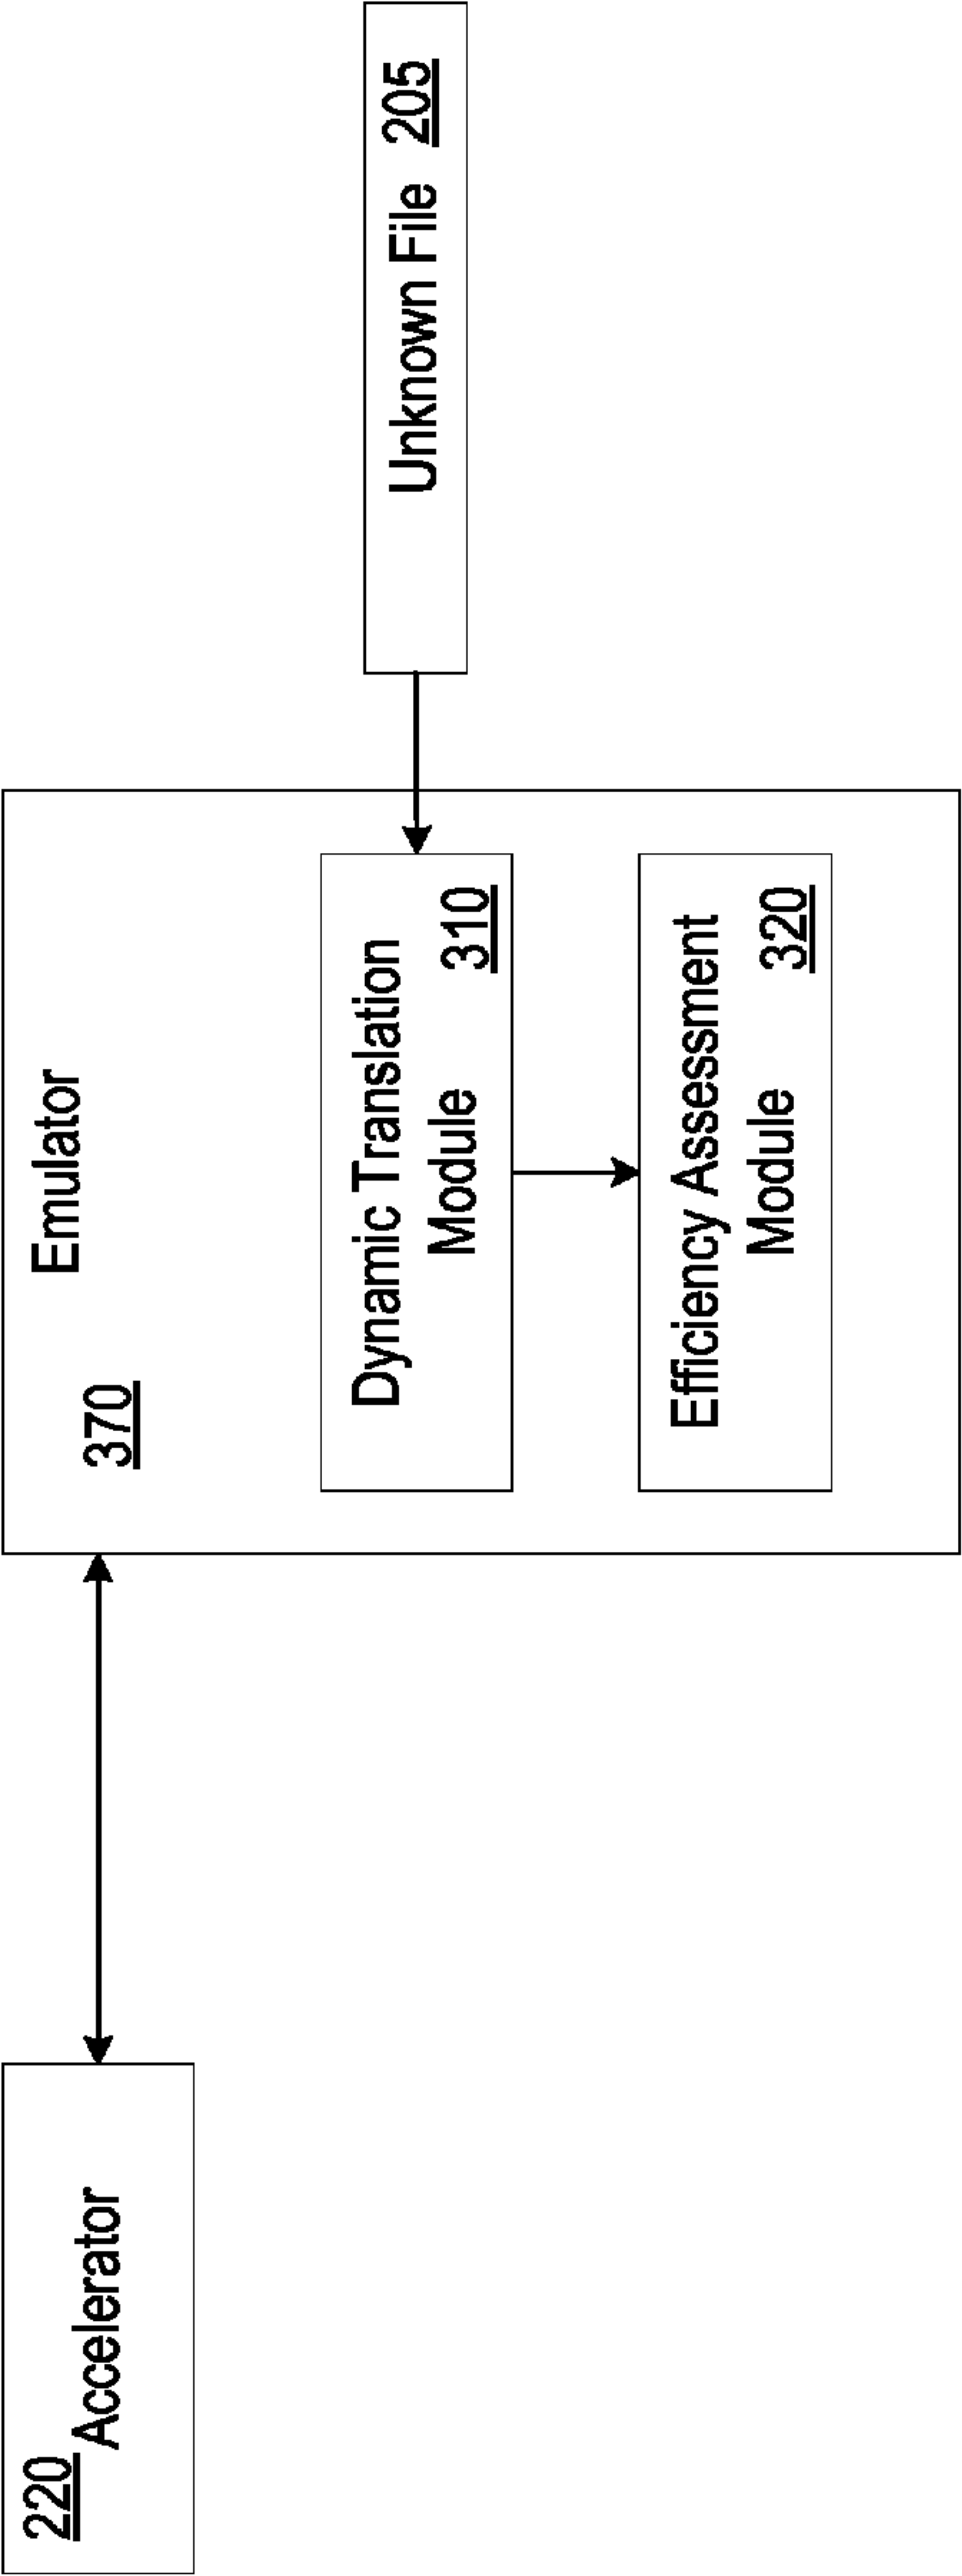 220
Accelerator
Emulator
370
Dynamic Translation
Module 310
Efficiency Assessment
Module 320
Unknown File 205